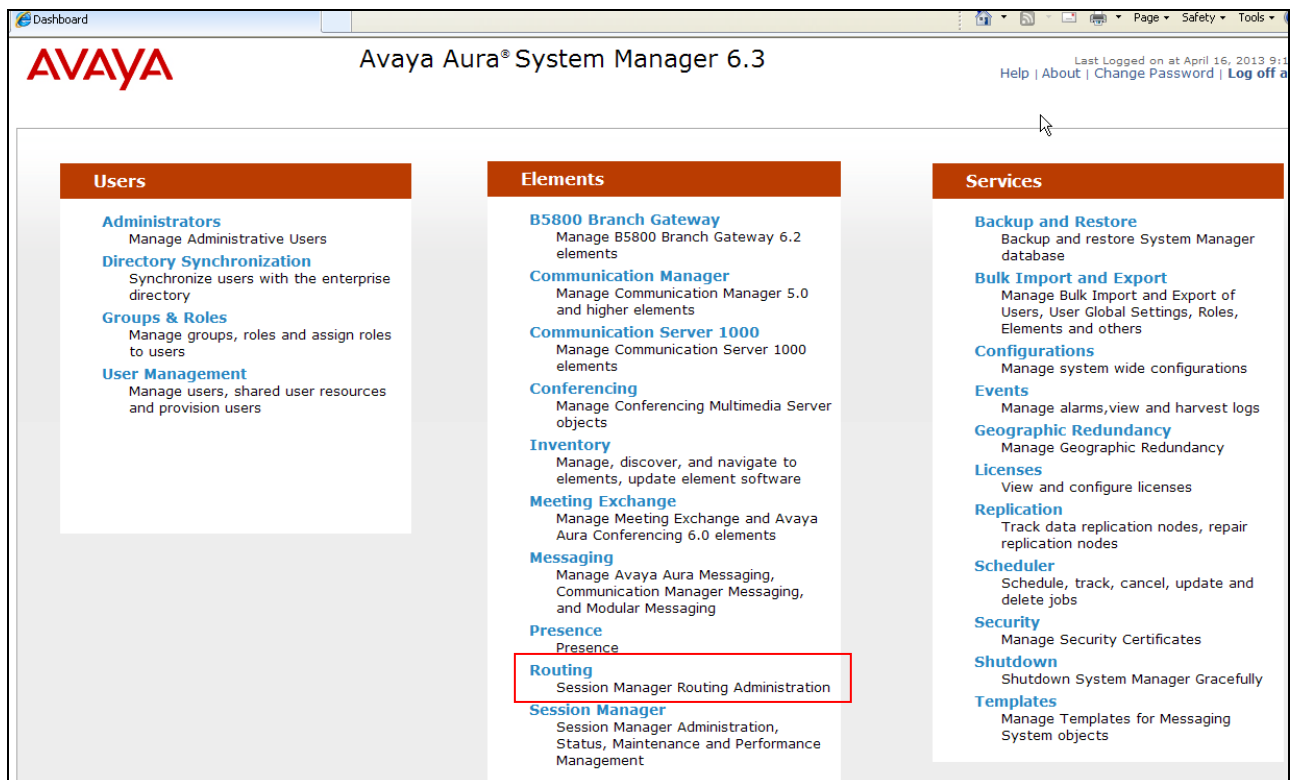 Dashboard
Page Safety Tools
AVAYA
Avaya Aura® System Manager 6.3
Last Logged on at April 16, 2013 9:1
Help | About | Change Password | Log off a
Users
Administrators
Manage Administrative Users
Directory Synchronization
Synchronize users with the enterprise
directory
Groups & Roles
Manage groups, roles and assign roles
to users
User Management
Manage users, shared user resources
and provision users
Elements
B5800 Branch Gateway
Manage B5800 Branch Gateway 6.2
elements
Communication Manager
Manage Communication Manager 5.0
and higher elements
Communication Server 1000
Manage Communication Server 1000
elements
Conferencing
Manage Conferencing Multimedia Server
objects
Inventory
Manage, discover, and navigate to
elements, update element software
Meeting Exchange
Manage Meeting Exchange and Avaya
Aura Conferencing 6.0 elements
Messaging
Manage Avaya Aura Messaging,
Communication Manager Messaging,
and Modular Messaging
Presence
Presence
Routing
Session Manager Routing Administration
Session Manager
Session Manager Administration,
Status, Maintenance and Performance
Management
Services
Backup and Restore
Backup and restore System Manager
database
Bulk Import and Export
Manage Bulk Import and Export of
Users, User Global Settings, Roles,
Elements and others
Configurations
Manage system wide configurations
Events
Manage alarms,view and harvest logs
Geographic Redundancy
Manage Geographic Redundancy
Licenses
View and configure licenses
Replication
Track data replication nodes, repair
replication nodes
Scheduler
Schedule, track, cancel, update and
delete jobs
Security
Manage Security Certificates
Shutdown
Shutdown System Manager Gracefully
Templates
Manage Templates for Messaging
System objects